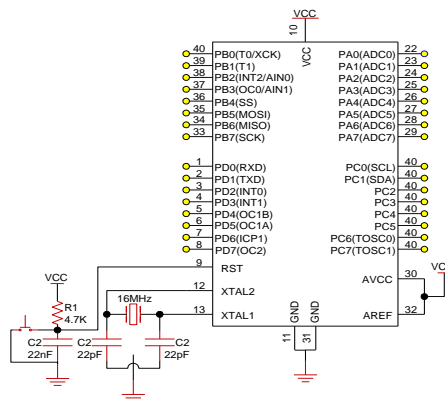 VCC
10
VCC
40 PB0(T0/XCK) PA0(ADC0) 22
39 PB1(T1) PA1(ADC1) 23
38 PB2(INT2/AIN0) PA2(ADC2) 24
37 PB3(OC0/AIN1) PA3(ADC3) 25
36 PB4(SS) PA4(ADC4) 26
35 PB5(MOSI) PA5(ADC5) 27
34 PB6(MISO) PA6(ADC6) 28
33 PB7(SCK) PA7(ADC7) 29
1 PD0(RXD) PC0(SCL) 40
2 PD1(TXD) PC1(SDA) 40
3 PD2(INT0) PC2 40
4 PD3(INT1) PC3 40
5 PD4(OC1B) PC4 40
6 PD5(OC1A) PC5 40
7 PD6(ICP1) PC6(TOSC0) 40
8 PD7(OC2) PC7(TOSC1) 40
9 RST
VC
AVCC 30
12 XTAL2
13 XTAL1
AREF 32
GND GND
11 31
VCC
R1
4.7K
16MHz
C2
22nF
C2
22pF
C2
22pF